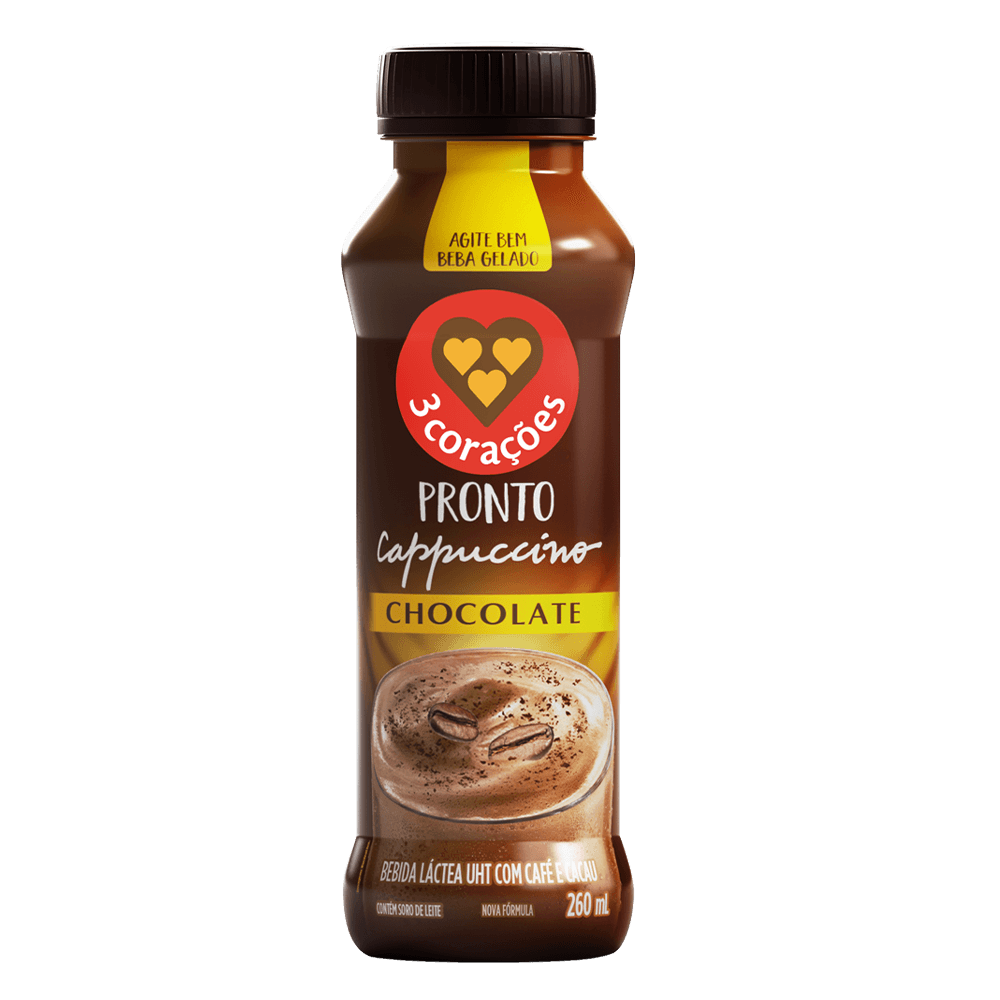 AGITE BEM
BEBA GELADO
3 corações
PRONTO
Cappuccino
CHOCOLATE
BEBIDA LÁCTEA UHT COM CAFÉ E CACAU
CONTÉM SORO DE LEITE
NOVA FÓRMULA
260 mL